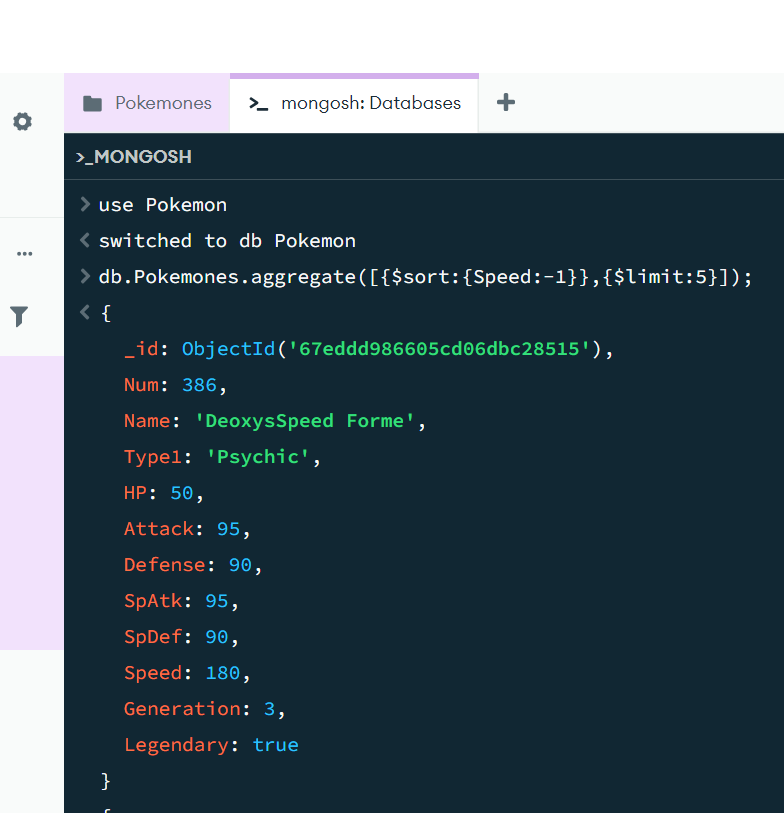 Pokemones
>_ mongosh: Databases
>_MONGOSH
> use Pokemon
< switched to db Pokemon
> db.Pokemones.aggregate([{$sort:{Speed:-1}},{$limit:5}]);
< {
_id: ObjectId('67eddd986605cd06dbc28515'),
Num: 386,
Name: 'DeoxysSpeed Forme',
Type1: 'Psychic',
HP: 50,
Attack: 95,
Defense: 90,
SpAtk: 95,
SpDef: 90,
Speed: 180,
Generation: 3,
Legendary: true
}